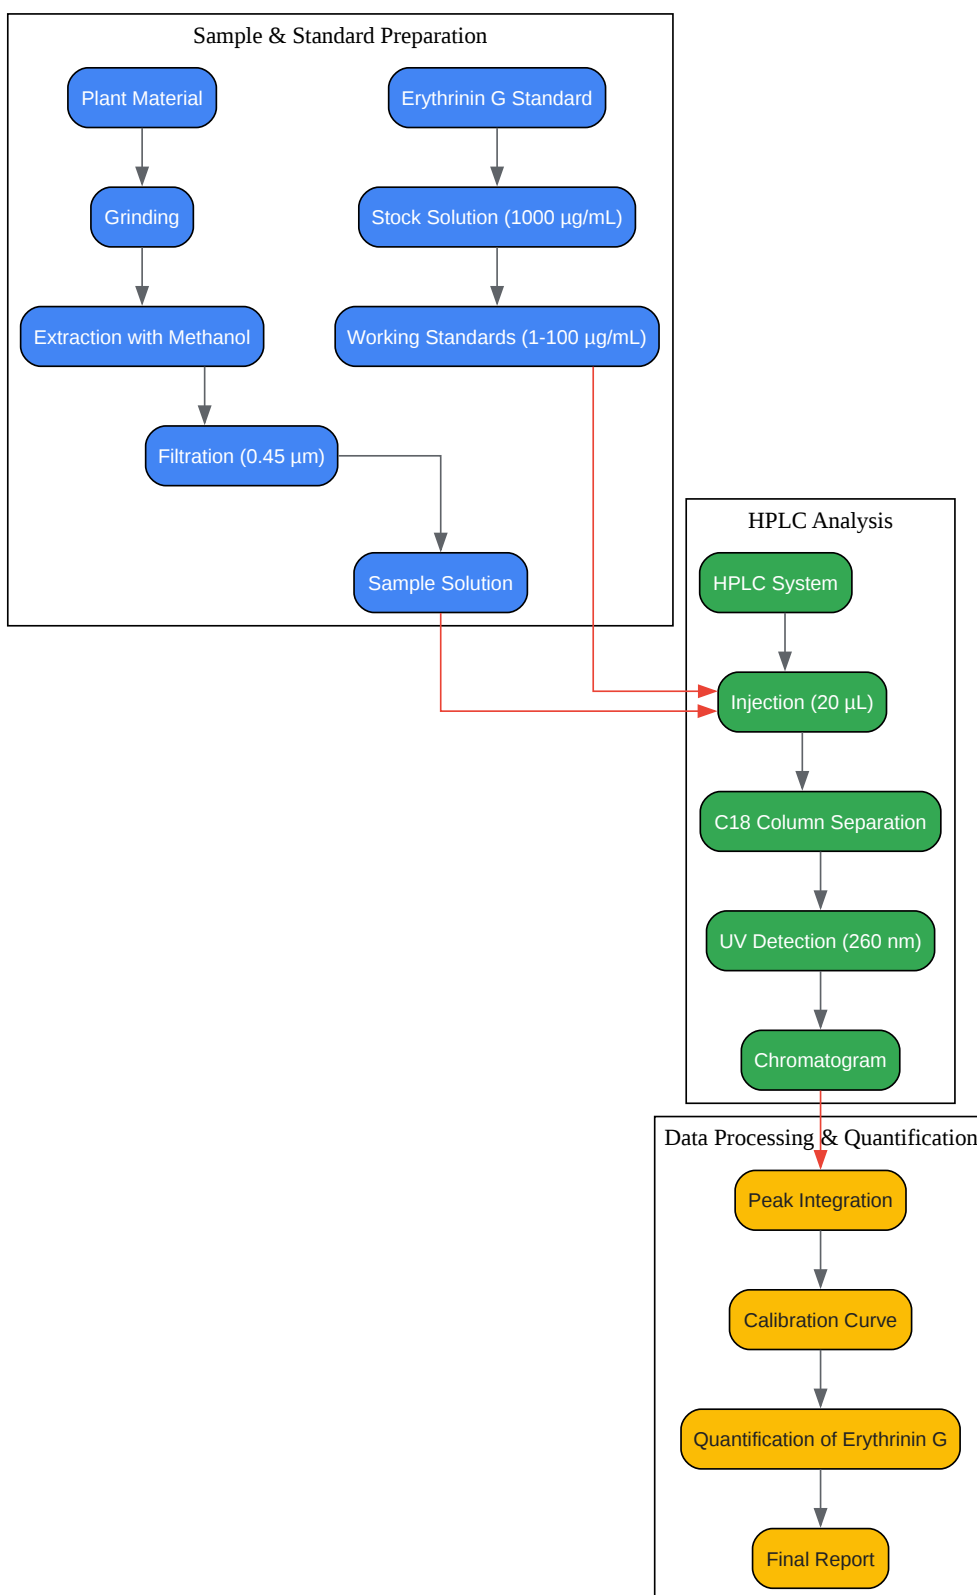 Sample & Standard Preparation
Plant Material
Erythrinin G Standard
Grinding
Stock Solution (1000 µg/mL)
Extraction with Methanol
Working Standards (1-100 µg/mL)
Filtration (0.45 µm)
Sample Solution
HPLC Analysis
HPLC System
Injection (20 µL)
C18 Column Separation
UV Detection (260 nm)
Chromatogram
Data Processing & Quantification
Peak Integration
Calibration Curve
Quantification of Erythrinin G
Final Report